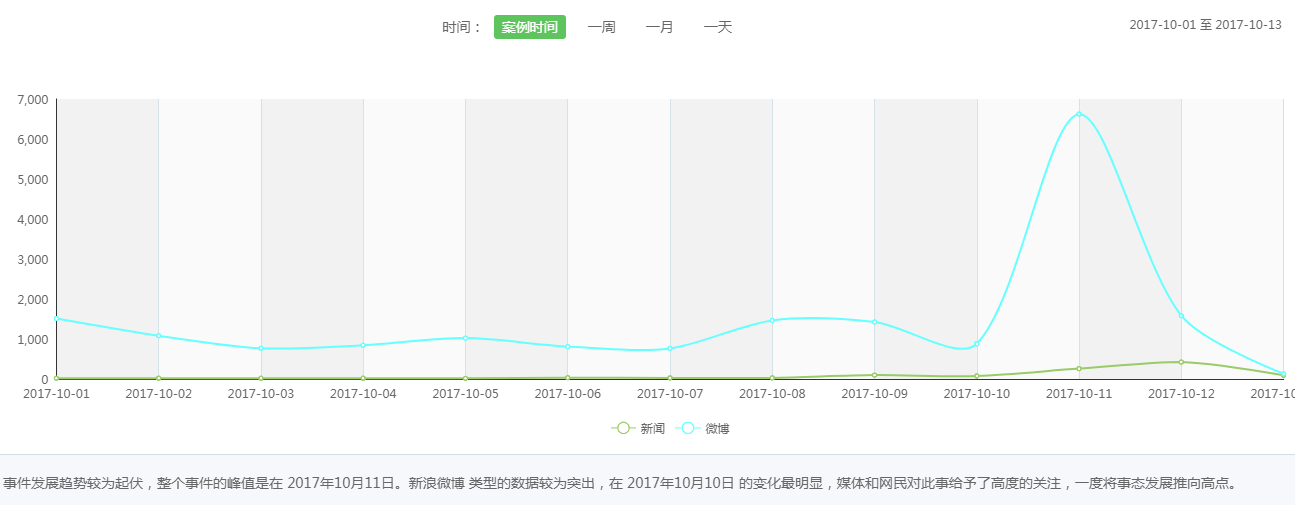 时间： 案例时间 一周 一月 一天 2017-10-01 至 2017-10-13
7,000
6,000
5,000
4,000
3,000
2,000
1,000
0
2017-10-01 2017-10-02 2017-10-03 2017-10-04 2017-10-05 2017-10-06 2017-10-07 2017-10-08 2017-10-09 2017-10-10 2017-10-11 2017-10-12 2017-10
新闻 微博
事件发展趋势较为起伏，整个事件的峰值是在 2017年10月11日。新浪微博 类型的数据较为突出，在 2017年10月10日 的变化最明显，媒体和网民对此事给予了高度的关注，一度将事态发展推向高点。